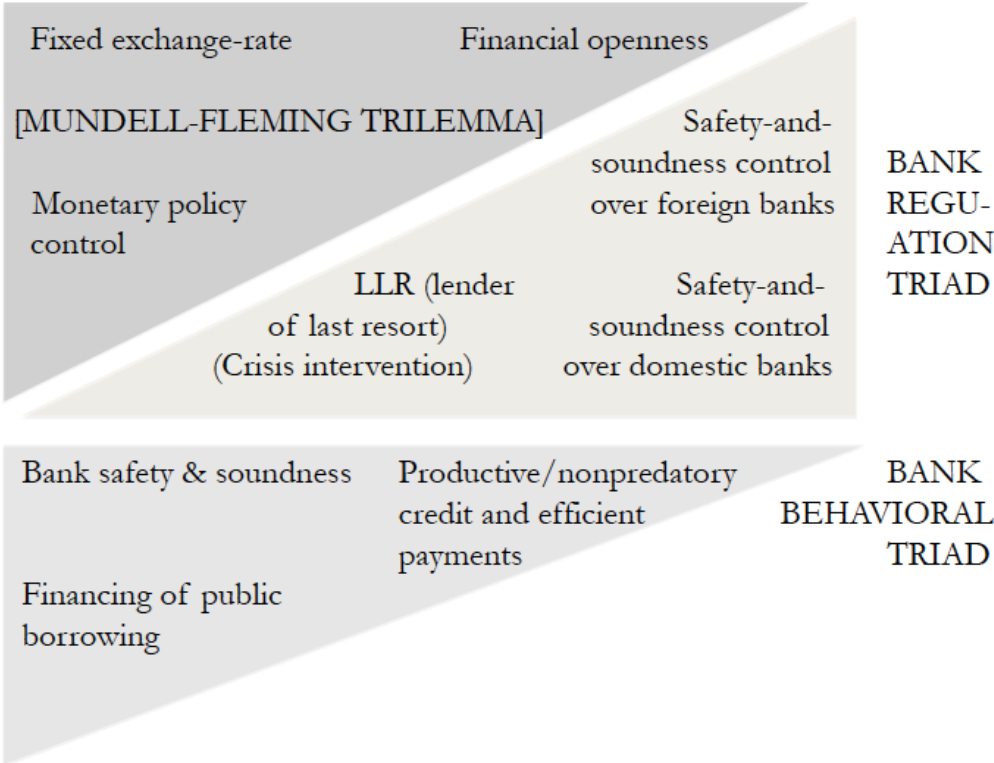 Fixed exchange-rate
Financial openness
[MUNDELL-FLEMING TRILEMMA]
Monetary policy
control
Safety-and-
soundness control
over foreign banks
LLR (lender
of last resort)
(Crisis intervention)
Safety-and-
soundness control
over domestic banks
BANK
REGU-
ATION
TRIAD
Bank safety & soundness
Productive/nonpredatory
credit and efficient
payments
Financing of public
borrowing
BANK
BEHAVIORAL
TRIAD